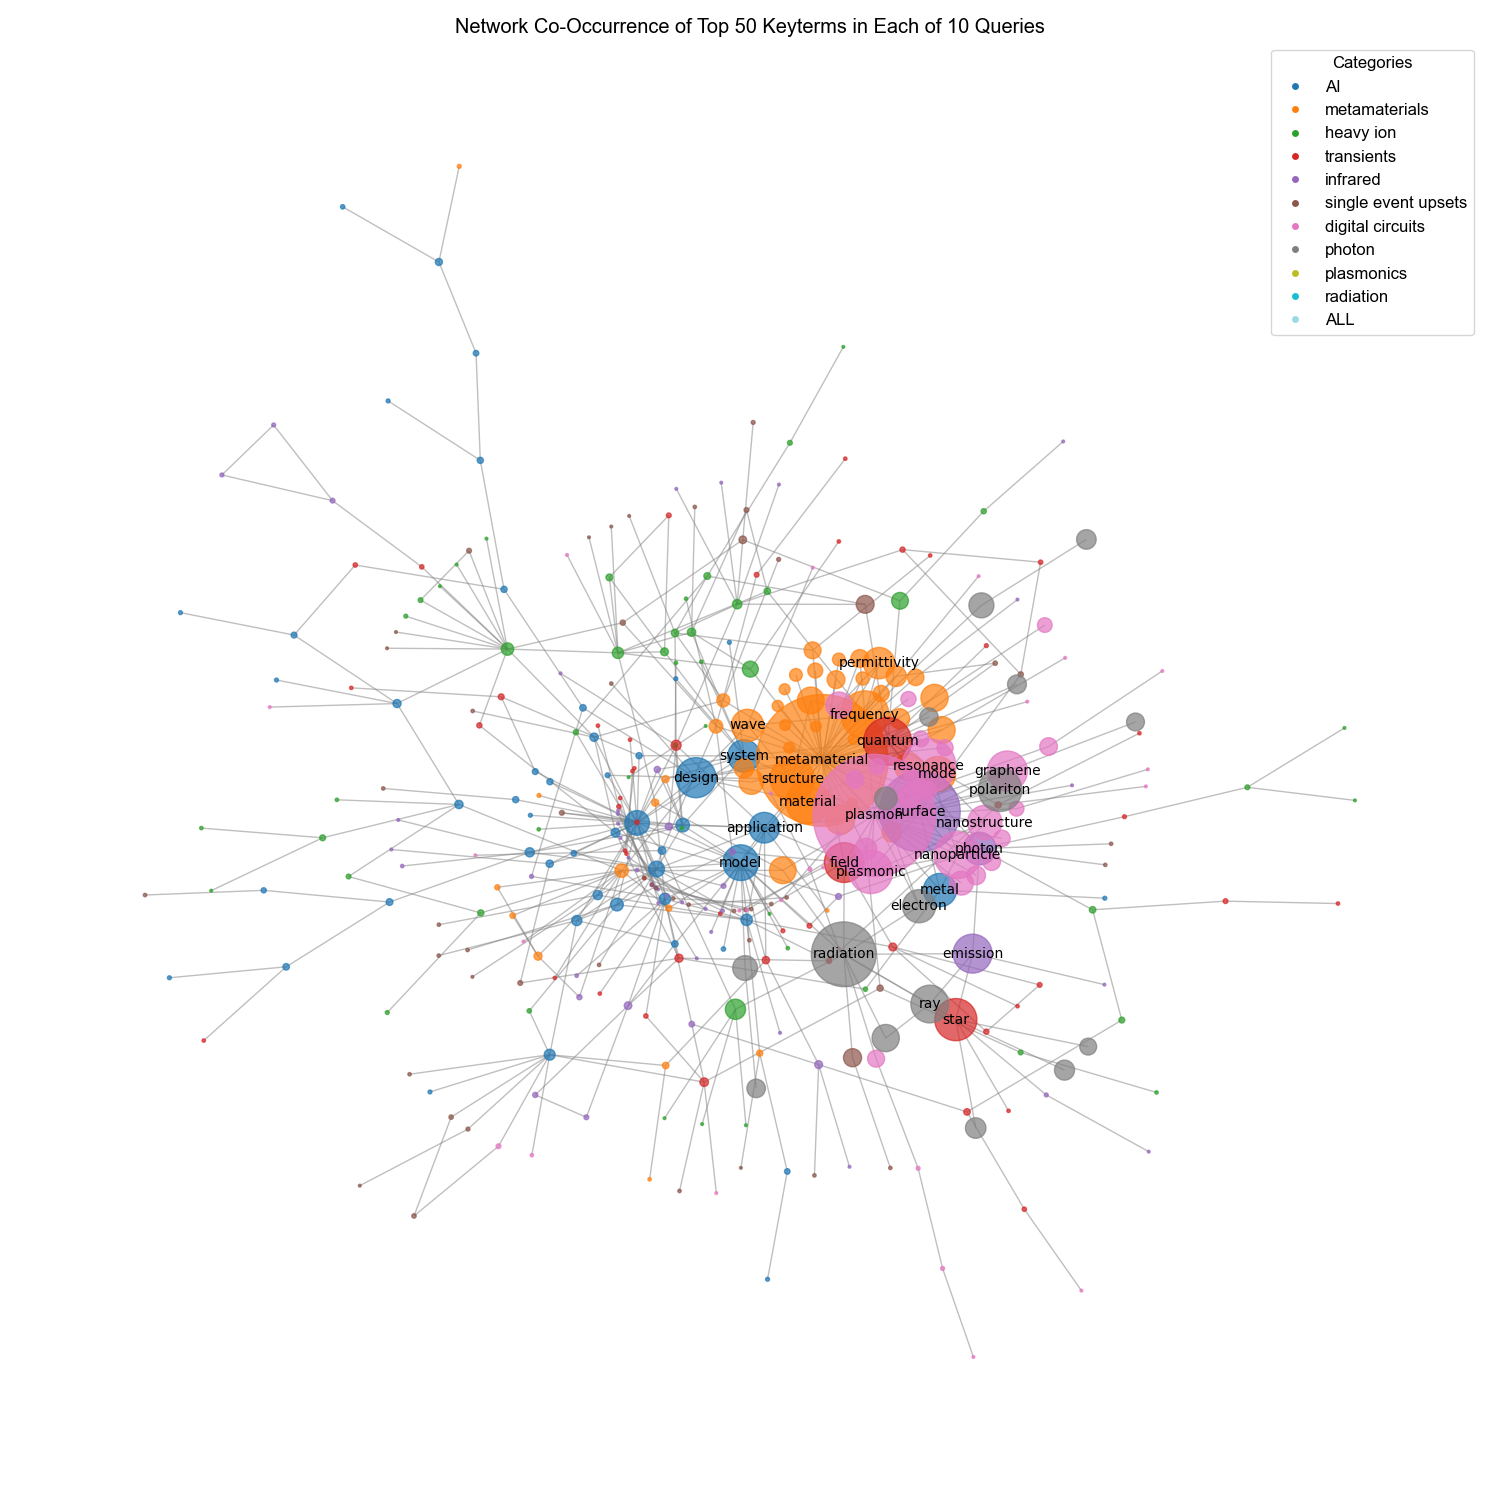 Network Co-Occurrence of Top 50 Keyterms in Each of 10 Queries
Categories
AI
metamaterials
heavy ion
transients
infrared
single event upsets
digital circuits
photon
plasmonics
radiation
ALL
permittivity
frequency
wave
quantum
system
metamaterial
resonance
mode
graphene
design
structure
polariton
material
surface
plasmon
nanostructure
application
photon
nanoparticle
model
field
plasmonic
metal
electron
radiation
emission
ray
star